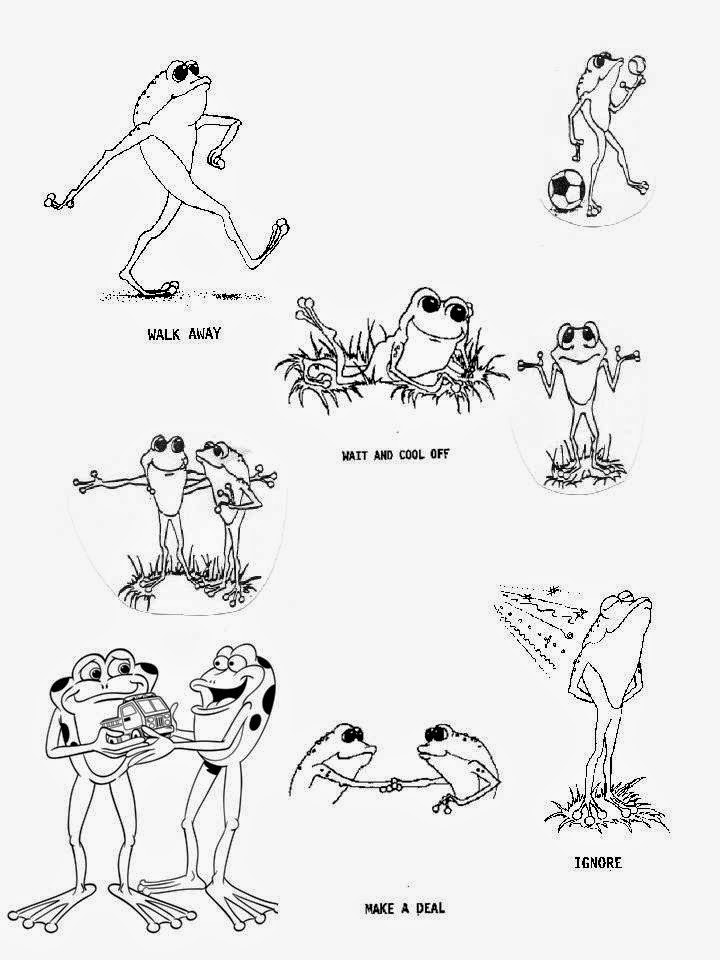 WALK AWAY
WAIT AND COOL OFF
IGNORE
MAKE A DEAL